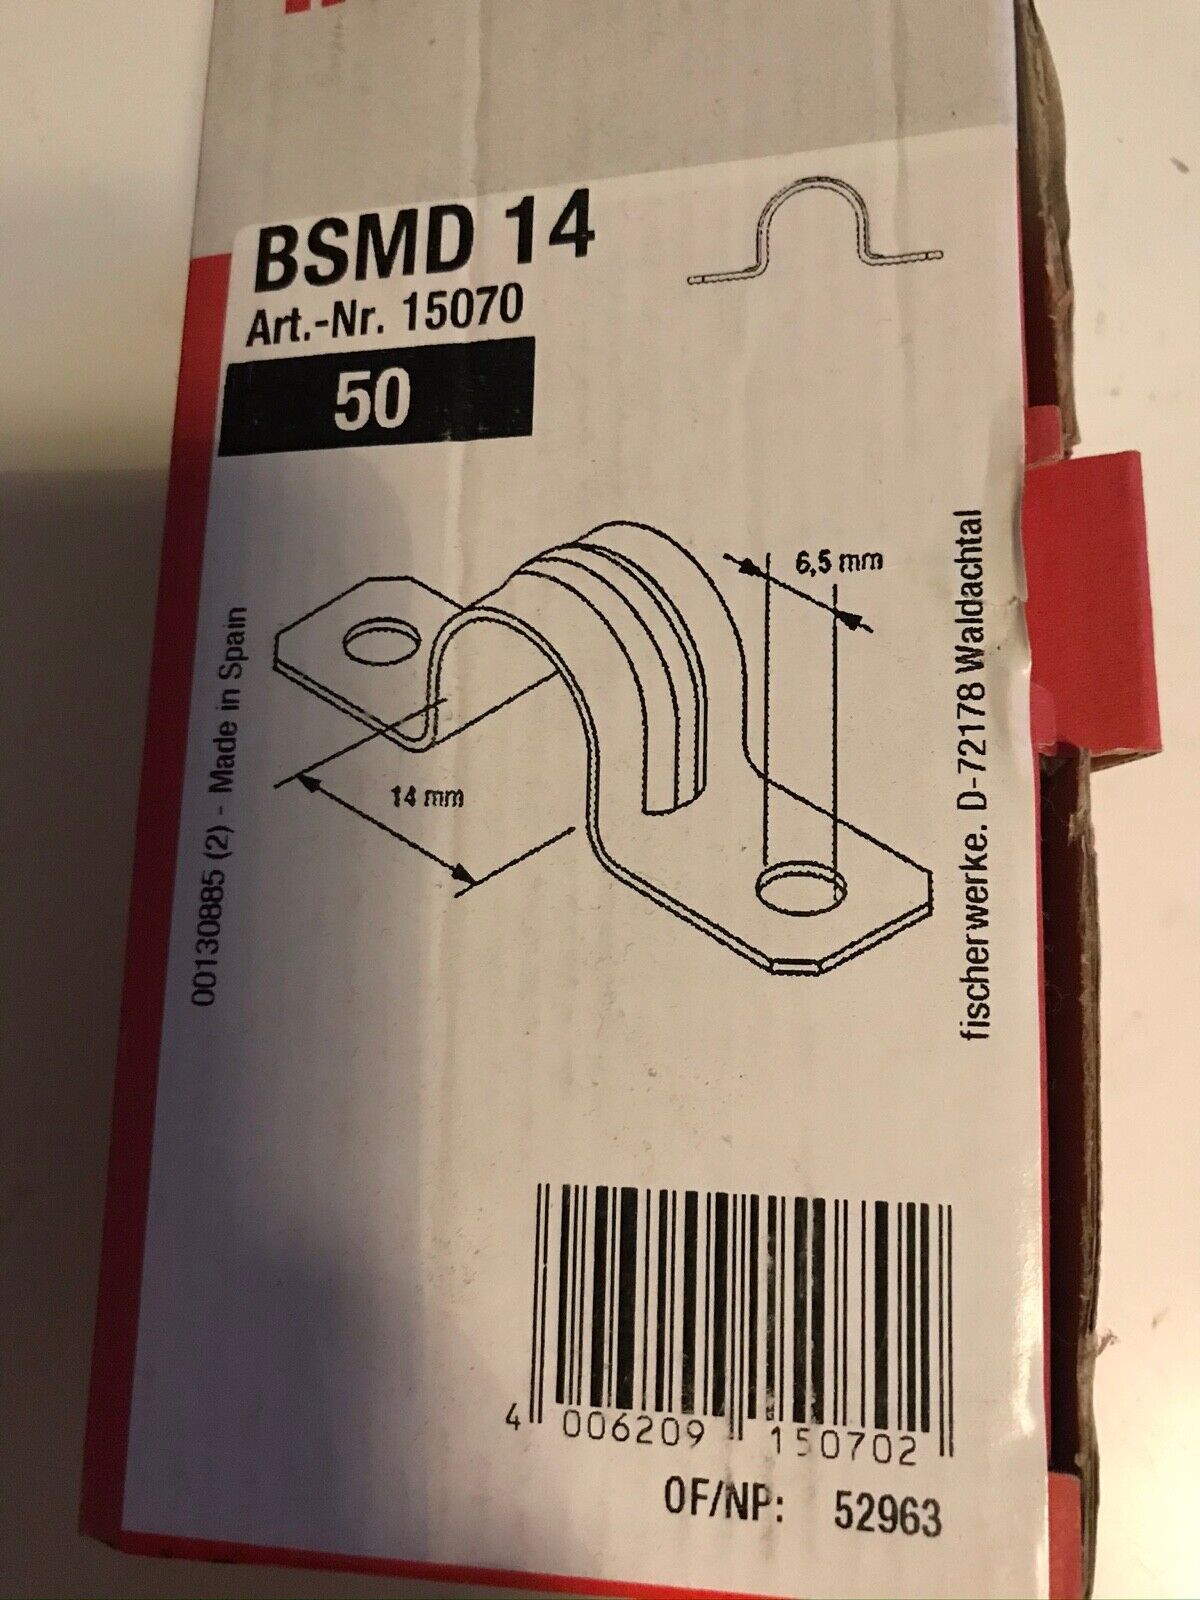 BSMD 14
Art.-Nr. 15070
50
6,5 mm
14 mm
00130885 (2) - Made in Spain
fischerwerke. D-72178 Waldachtal
4 006209 150702
OF/NP: 52963